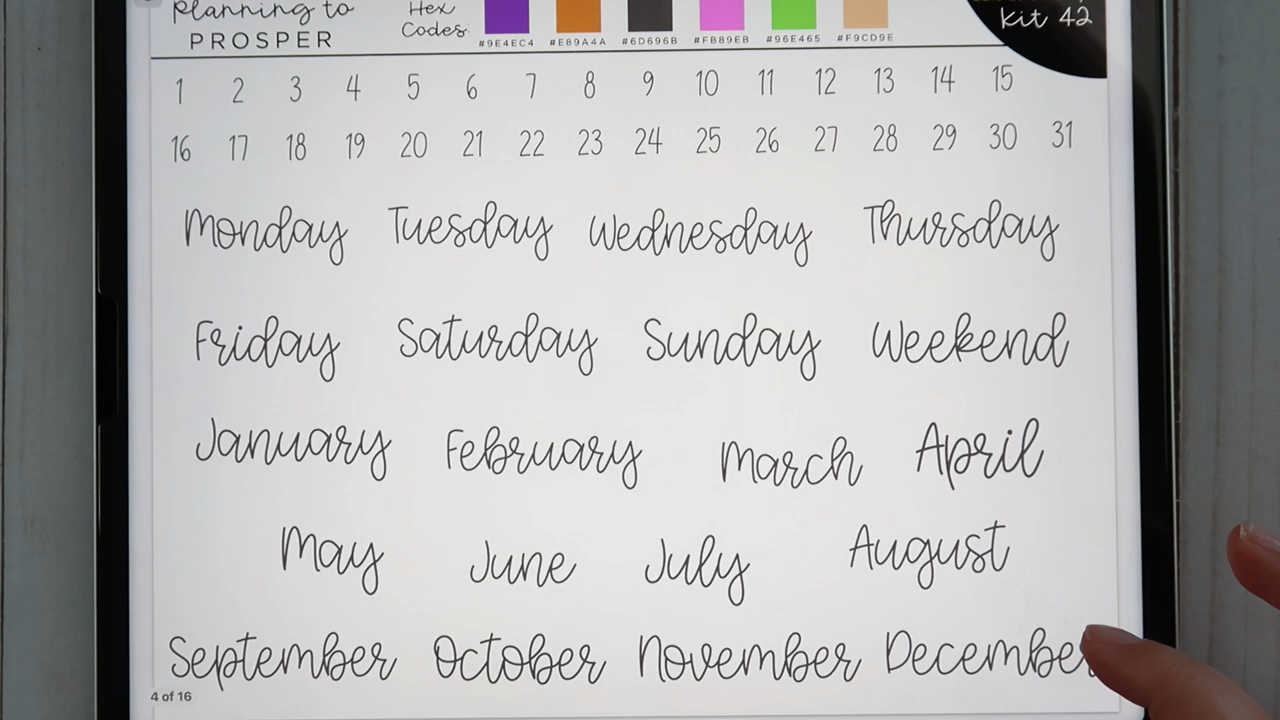 Planning to
PROSPER
Hex
Codes:
#9E4EC4 #E89A4A #6D696B #FB89EB #96E465 #F9CD9E
Kit 42
1 2 3 4 5 6 7 8 9 10 11 12 13 14 15
16 17 18 19 20 21 22 23 24 25 26 27 28 29 30 31
Monday Tuesday Wednesday Thursday
Friday Saturday Sunday Weekend
January February March April
May June July August
September October November December
4 of 16